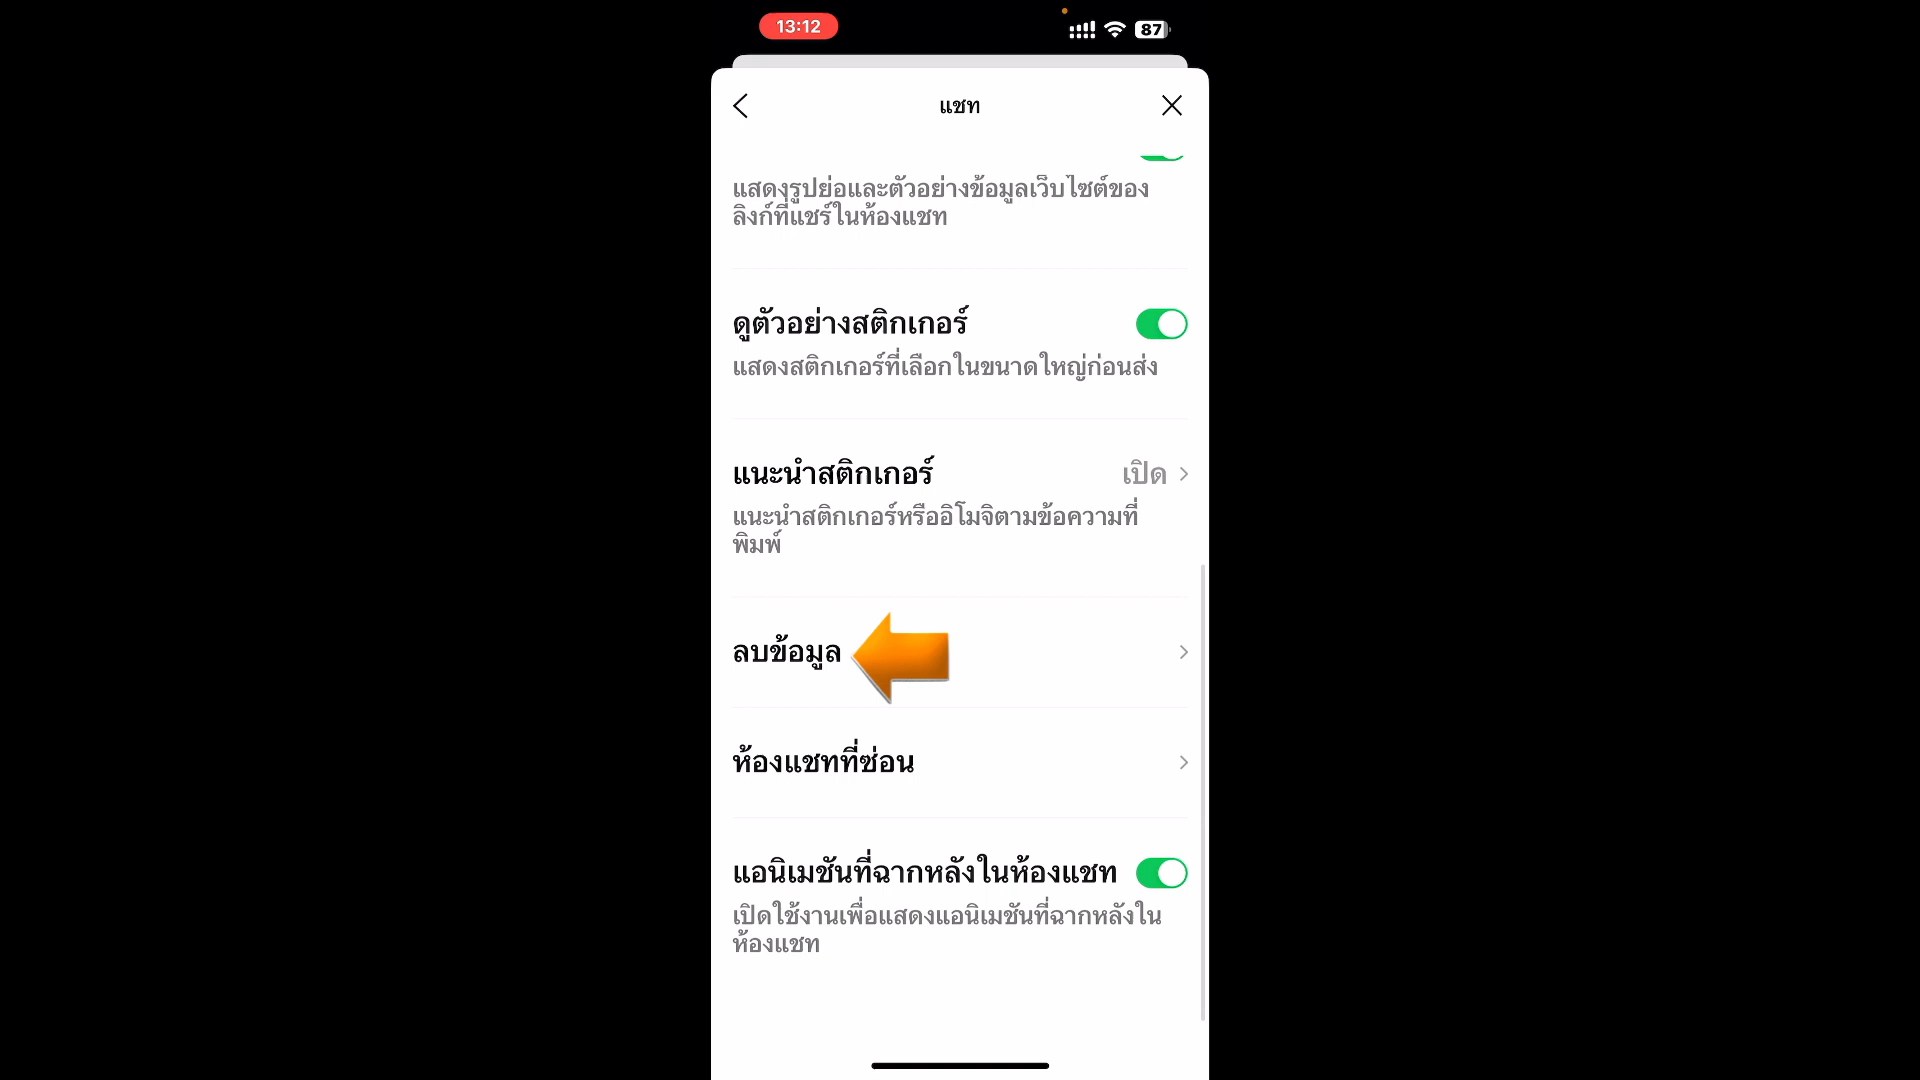 13:12
87
แชท
แสดงรูปย่อและตัวอย่างข้อมูลเว็บไซต์ของ
ลิงก์ที่แชร์ในห้องแชท
ดูตัวอย่างสติกเกอร์
แสดงสติกเกอร์ที่เลือกในขนาดใหญ่ก่อนส่ง
แนะนำสติกเกอร์ เปิด
แนะนำสติกเกอร์หรืออิโมจิตามข้อความที่
พิมพ์
ลบข้อมูล
ห้องแชทที่ซ่อน
แอนิเมชันที่ฉากหลังในห้องแชท
เปิดใช้งานเพื่อแสดงแอนิเมชันที่ฉากหลังใน
ห้องแชท